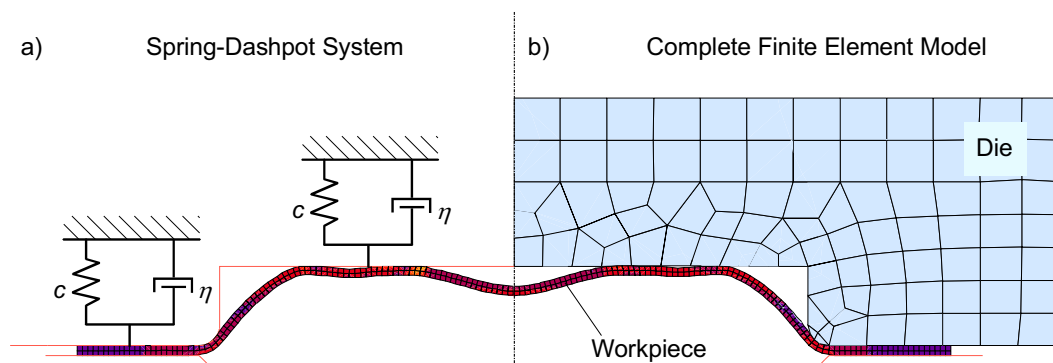 a) Spring-Dashpot System
b) Complete Finite Element Model
Die
c η
c η
Workpiece